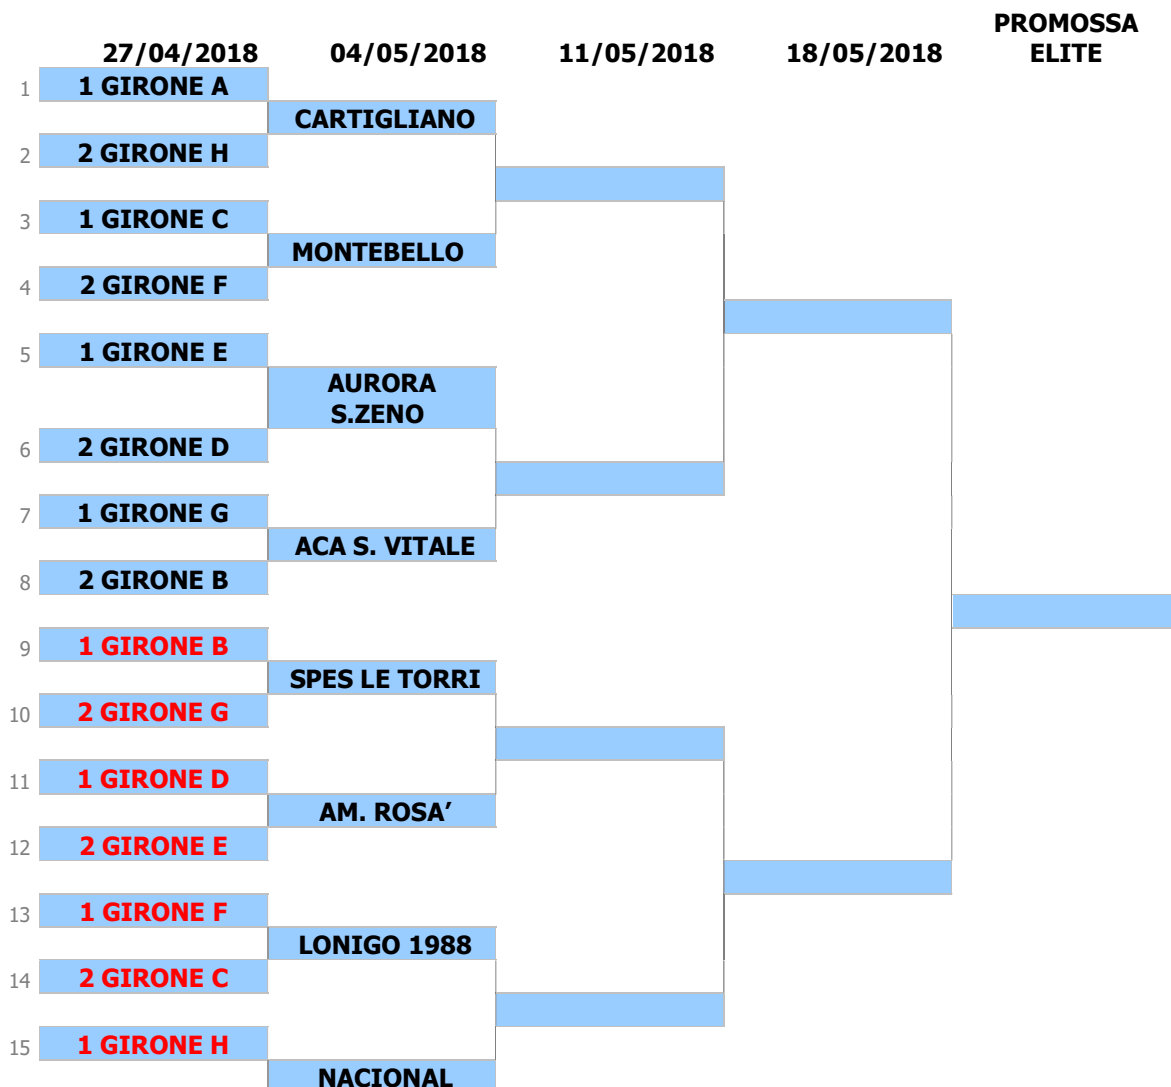 PROMOSSA
27/04/2018 04/05/2018 11/05/2018 18/05/2018 ELITE
1 1 GIRONE A
CARTIGLIANO
2 2 GIRONE H
3 1 GIRONE C
MONTEBELLO
4 2 GIRONE F
5 1 GIRONE E
AURORA
S.ZENO
6 2 GIRONE D
7 1 GIRONE G
ACA S. VITALE
8 2 GIRONE B
9 1 GIRONE B
SPES LE TORRI
10 2 GIRONE G
11 1 GIRONE D
AM. ROSA’
12 2 GIRONE E
13 1 GIRONE F
LONIGO 1988
14 2 GIRONE C
15 1 GIRONE H
NACIONAL